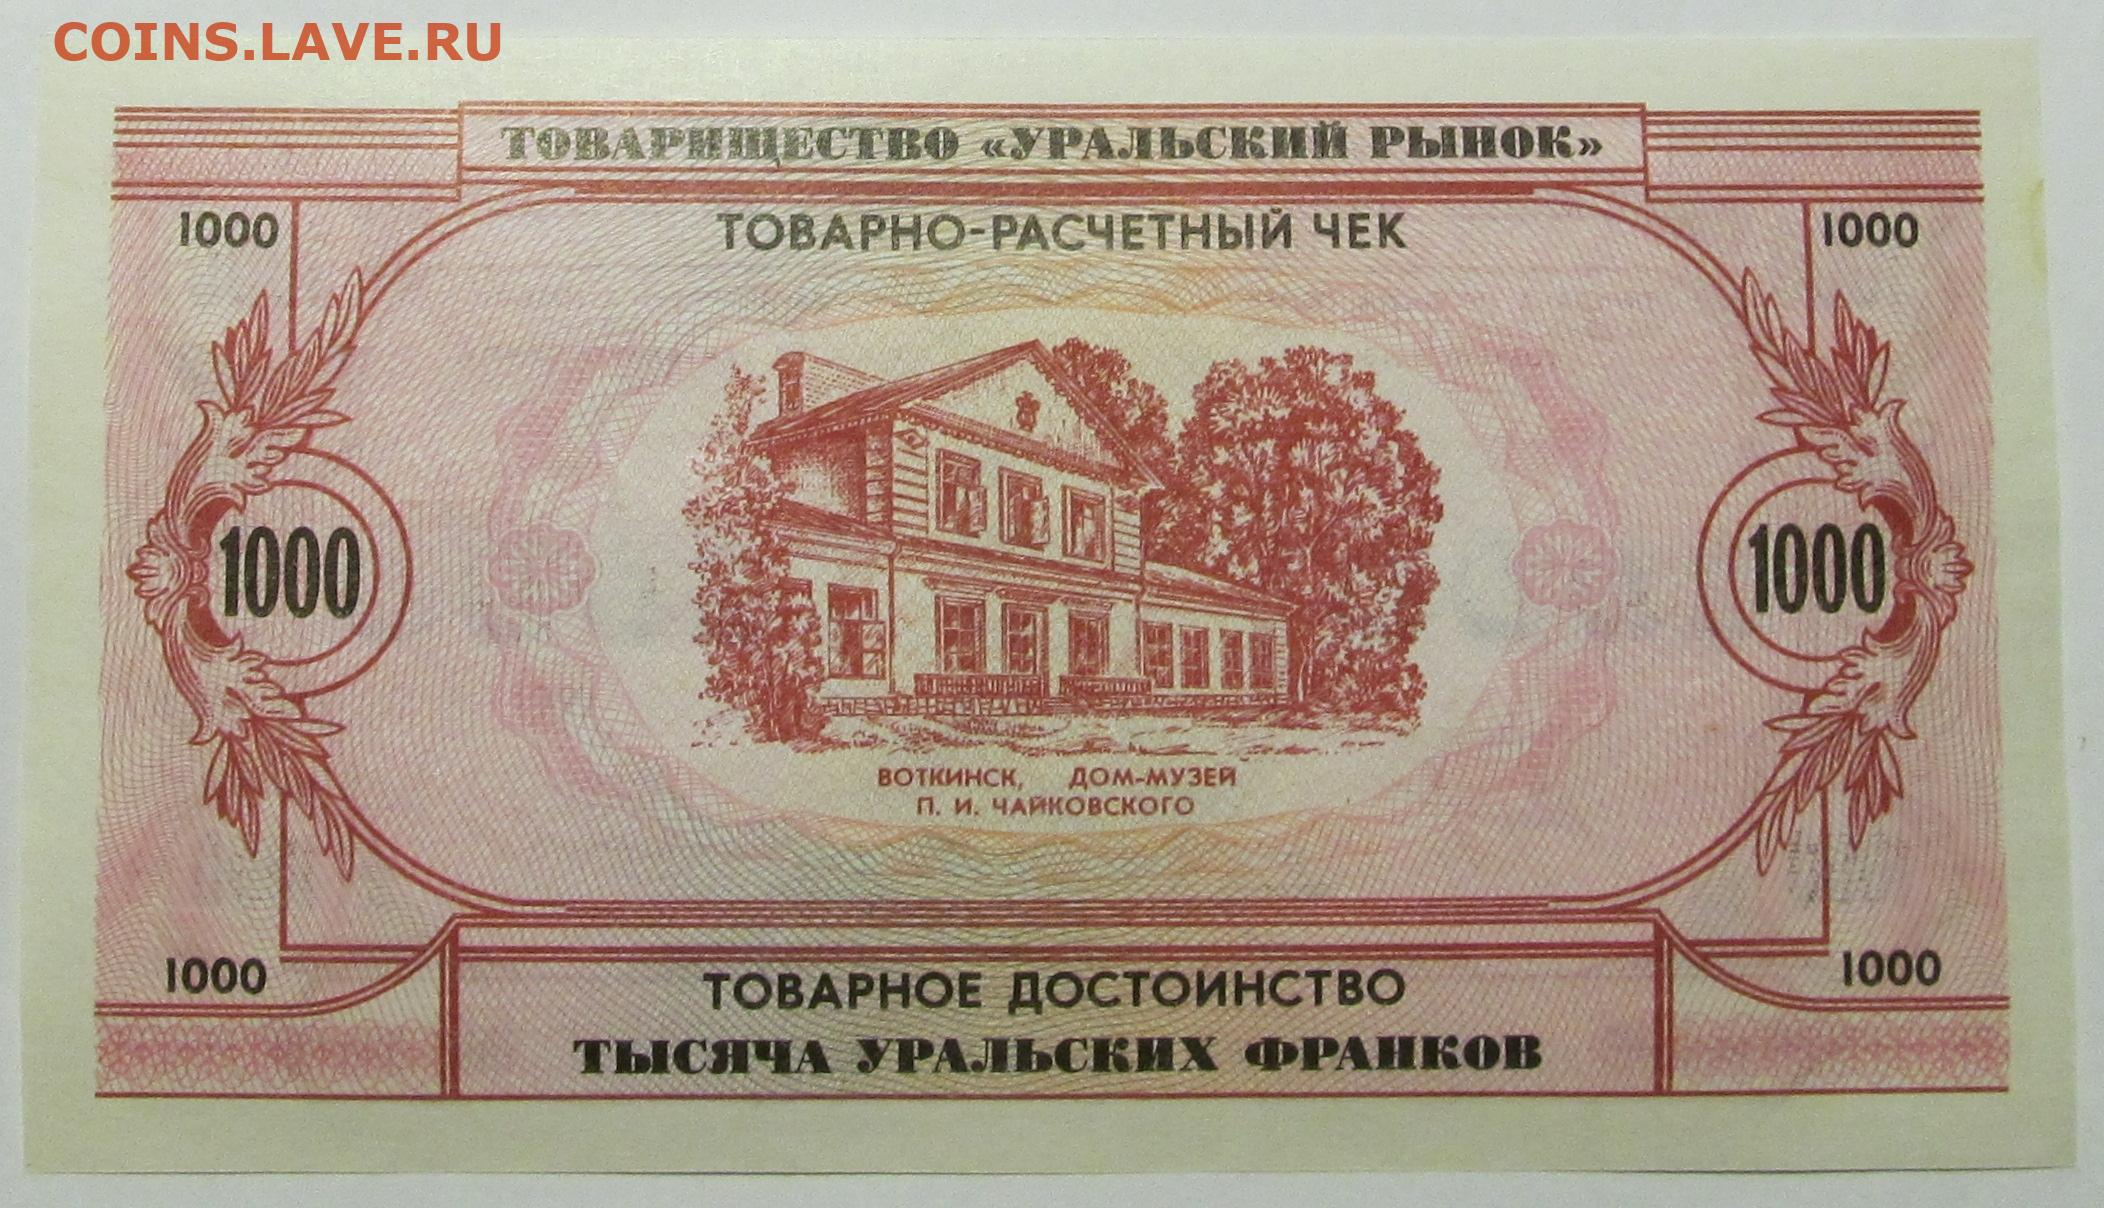 COINS.LAVE.RU
ТОВАРИЩЕСТВО «УРАЛЬСКИЙ РЫНОК»
1000
ТОВАРНО-РАСЧЕТНЫЙ ЧЕК
1000
1000
1000
ВОТКИНСК, ДОМ-МУЗЕЙ
П. И. ЧАЙКОВСКОГО
1000
ТОВАРНОЕ ДОСТОИНСТВО
1000
ТЫСЯЧА УРАЛЬСКИХ ФРАНКОВ